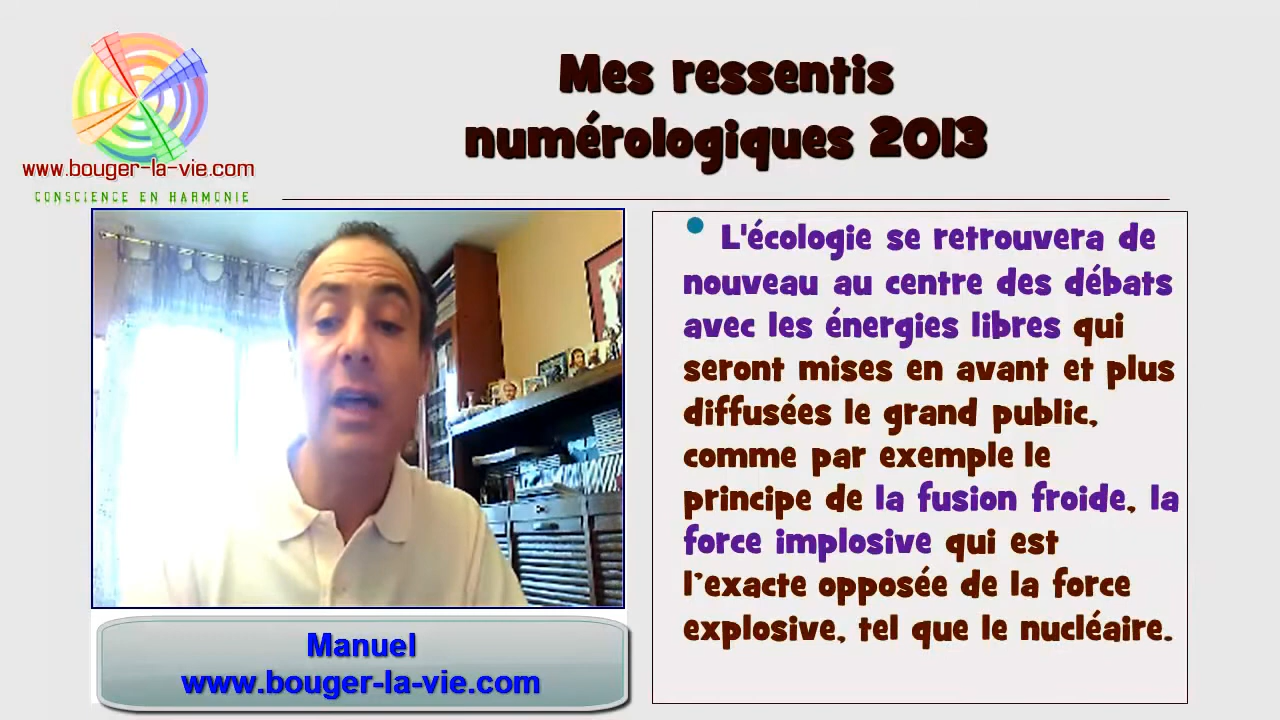 Mes ressentis
numérologiques 2013
www.bouger-la-vie.com
CONSCIENCE EN HARMONIE
• L'écologie se retrouvera de
nouveau au centre des débats
avec les énergies libres qui
seront mises en avant et plus
diffusées le grand public,
comme par exemple le
principe de la fusion froide, la
force implosive qui est
l'exacte opposée de la force
explosive, tel que le nucléaire.
Manuel
www.bouger-la-vie.com